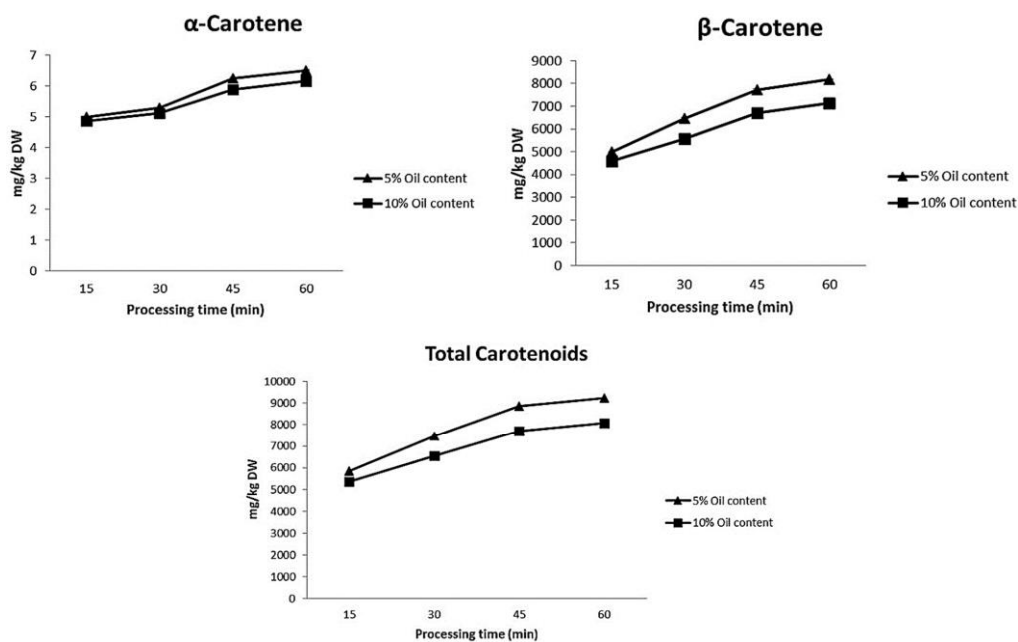 α-Carotene
7
6
5
4
3
2
1
0
mg/kg DW
15 30 45 60
Processing time (min)
5% Oil content
10% Oil content
β-Carotene
9000
8000
7000
6000
5000
4000
3000
2000
1000
0
mg/kg DW
15 30 45 60
Processing time (min)
5% Oil content
10% Oil content
Total Carotenoids
10000
9000
8000
7000
6000
5000
4000
3000
2000
1000
0
mg/kg DW
15 30 45 60
Processing time (min)
5% Oil content
10% Oil content